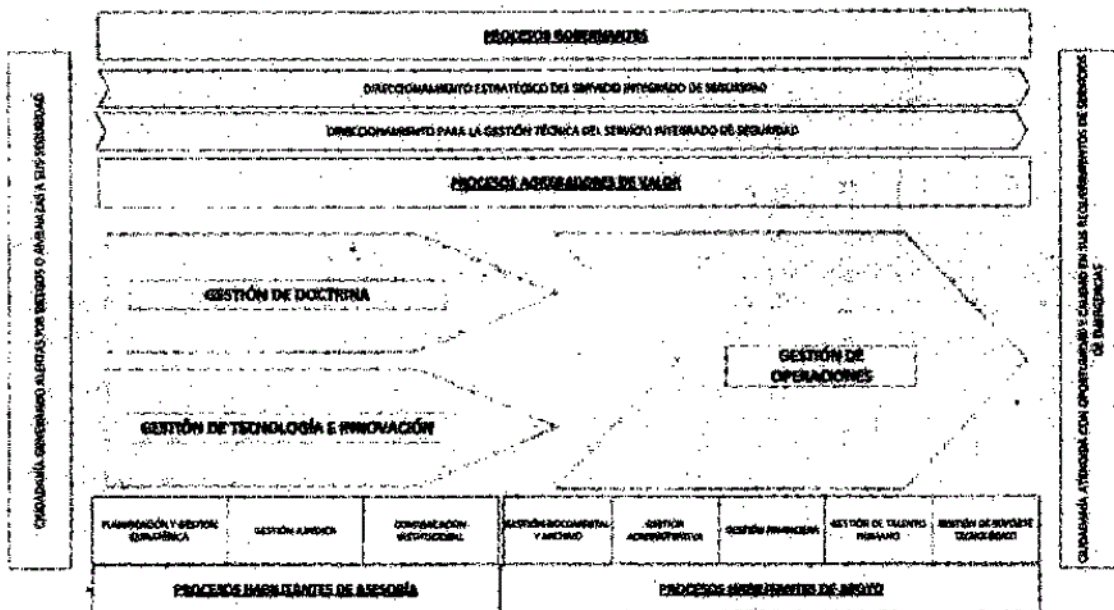 PROCESOS GOBERNANTES
DIRECCIONAMIENTO ESTRATÉGICO DEL SERVICIO INTEGRADO DE SEGURIDAD
DIRECCIONAMIENTO PARA LA GESTIÓN TÉCNICA DEL SERVICIO INTEGRADO DE SEGURIDAD
PROCESOS AGREGADORES DE VALOR
CIUDADANÍA GENERANDO ALERTAS POR RIESGOS O AMENAZAS A SU SEGURIDAD
GESTIÓN DE DOCTRINA
GESTIÓN DE TECNOLOGÍA E INNOVACIÓN
GESTIÓN DE
OPERACIONES
CIUDADANÍA ATENDIDA CON OPORTUNIDAD Y CALIDAD EN SUS REQUERIMIENTOS DE SERVICIOS
DE EMERGENCIAS
PLANIFICACIÓN Y GESTIÓN
ESTRATÉGICA
GESTIÓN JURÍDICA
COMUNICACIÓN
INSTITUCIONAL
GESTIÓN DOCUMENTAL
Y ARCHIVO
GESTIÓN
ADMINISTRATIVA
GESTIÓN FINANCIERA
GESTIÓN DE TALENTO
HUMANO
GESTIÓN DE SOPORTE
TECNOLÓGICO
PROCESOS HABILITANTES DE ASESORÍA
PROCESOS HABILITANTES DE APOYO